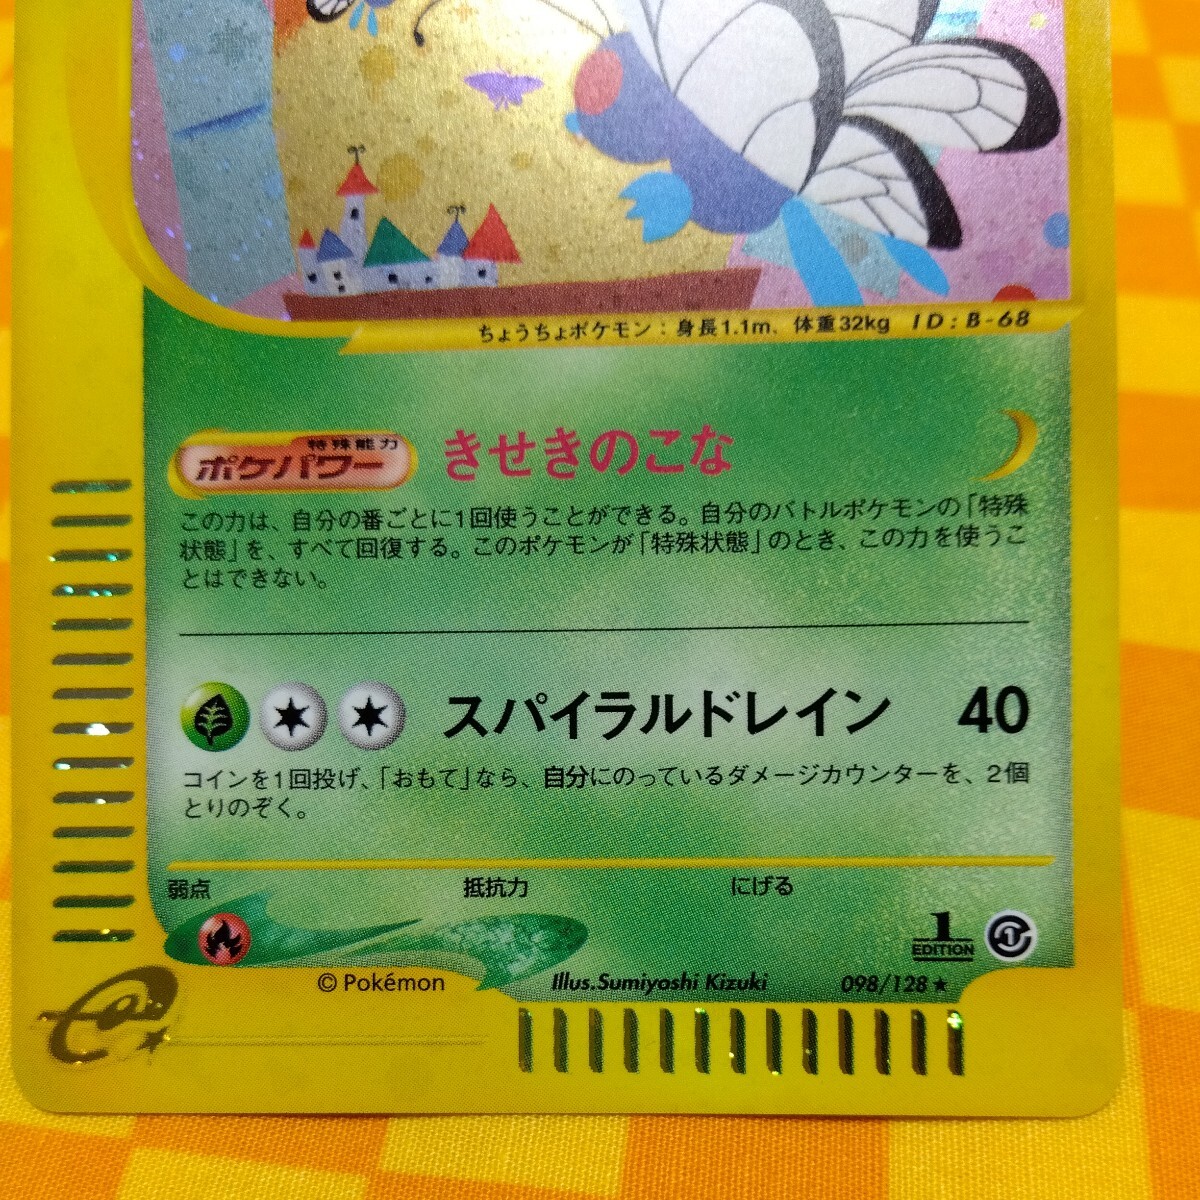 ちょうちょポケモン：身長1.1m、体重32kg ID：B-68
特殊能力
ポケパワー きせきのこな
この力は、自分の番ごとに1回使うことができる。自分のバトルポケモンの「特殊
状態」を、すべて回復する。このポケモンが「特殊状態」のとき、この力を使うこ
とはできない。
スパイラルドレイン 40
コインを1回投げ、「おもて」なら、自分にのっているダメージカウンターを、2個
とりのぞく。
弱点 抵抗力 にげる
1
EDITION
© Pokémon Illus.Sumiyoshi Kizuki 098/128 ★
e